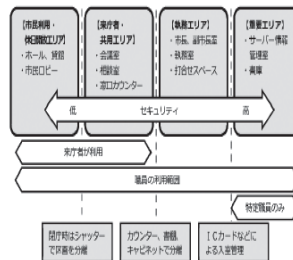 【市民利用・
休日開放エリア】
・ホール、貸館
・市民ロビー
【来庁者・
共用エリア】
・会議室
・相談室
・窓口カウンター
【執務エリア】
・市長、副市長室
・執務室
・打合せスペース
【重要エリア】
・サーバー情報
管理室
・倉庫
低
セキュリティ
高
来庁者が利用
職員の利用範囲
特定職員のみ
閉庁時はシャッター
で区画を分離
カウンター、書棚、
キャビネットで分離
ICカードなどに
よる入室管理